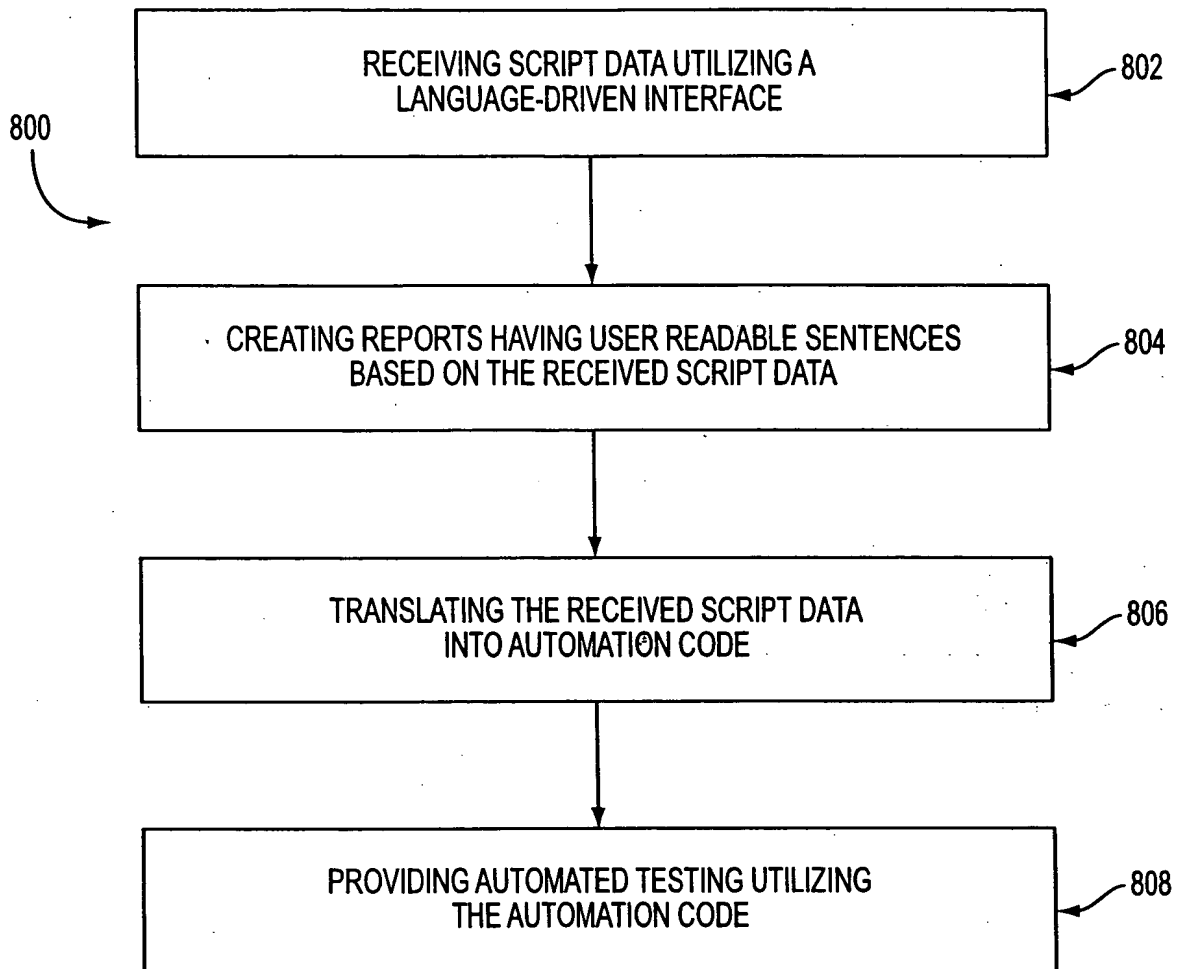 RECEIVING SCRIPT DATA UTILIZING A
LANGUAGE-DRIVEN INTERFACE
802
800
CREATING REPORTS HAVING USER READABLE SENTENCES
BASED ON THE RECEIVED SCRIPT DATA
804
TRANSLATING THE RECEIVED SCRIPT DATA
INTO AUTOMATION CODE
806
PROVIDING AUTOMATED TESTING UTILIZING
THE AUTOMATION CODE
808